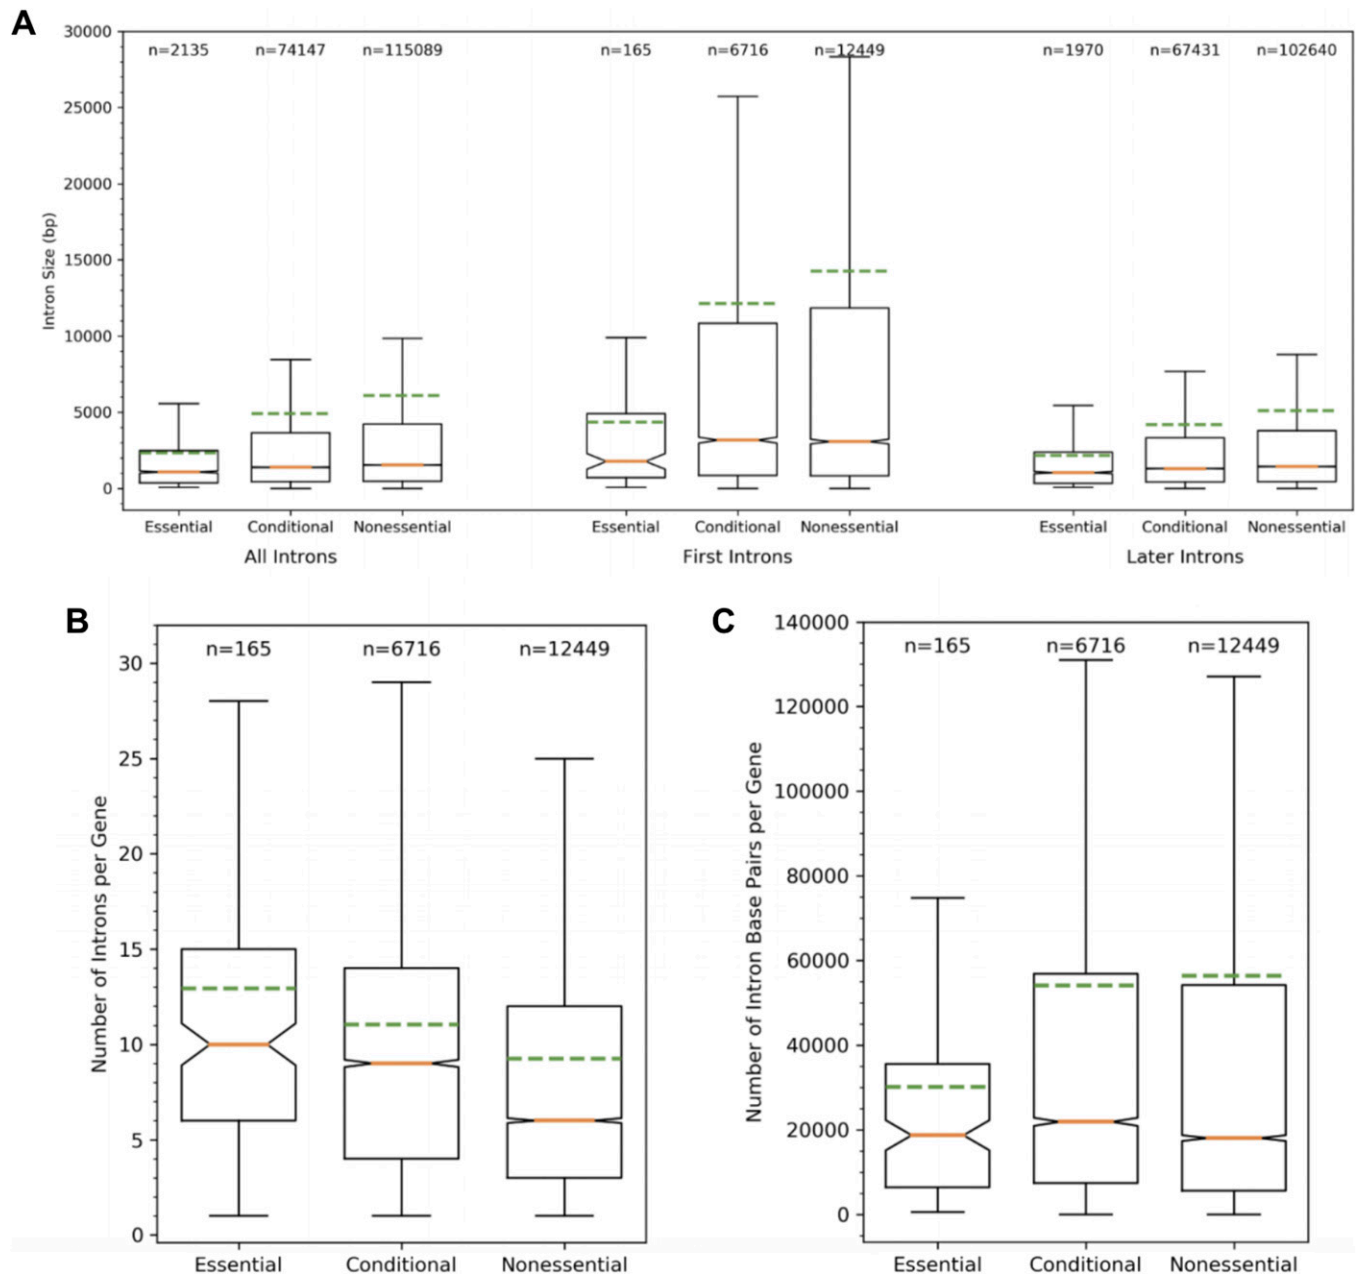 A
30000
n=2135 n=74147 n=115089 n=165 n=6716 n=12449 n=1970 n=67431 n=102640
25000
20000
15000
10000
5000
0
Intron Size (bp)
Essential Conditional Nonessential Essential Conditional Nonessential Essential Conditional Nonessential
All Introns First Introns Later Introns
B
n=165 n=6716 n=12449
30
25
20
15
10
5
0
Number of Introns per Gene
Essential Conditional Nonessential
C
140000
n=165 n=6716 n=12449
120000
100000
80000
60000
40000
20000
0
Number of Intron Base Pairs per Gene
Essential Conditional Nonessential